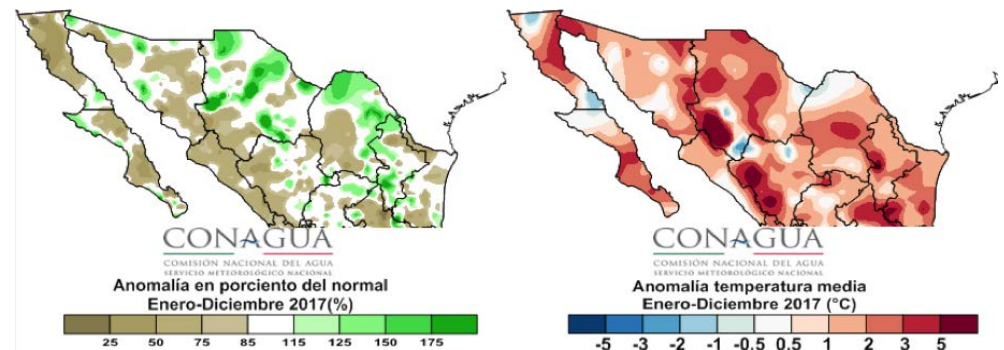 CONAGUA
COMISIÓN NACIONAL DEL AGUA
SERVICIO METEOROLÓGICO NACIONAL
Anomalía en porciento del normal
Enero-Diciembre 2017(%)
25 50 75 85 115 125 150 175
CONAGUA
COMISIÓN NACIONAL DEL AGUA
SERVICIO METEOROLÓGICO NACIONAL
Anomalía temperatura media
Enero-Diciembre 2017 (°C)
-5 -3 -2 -1 -0.5 0.5 1 2 3 5